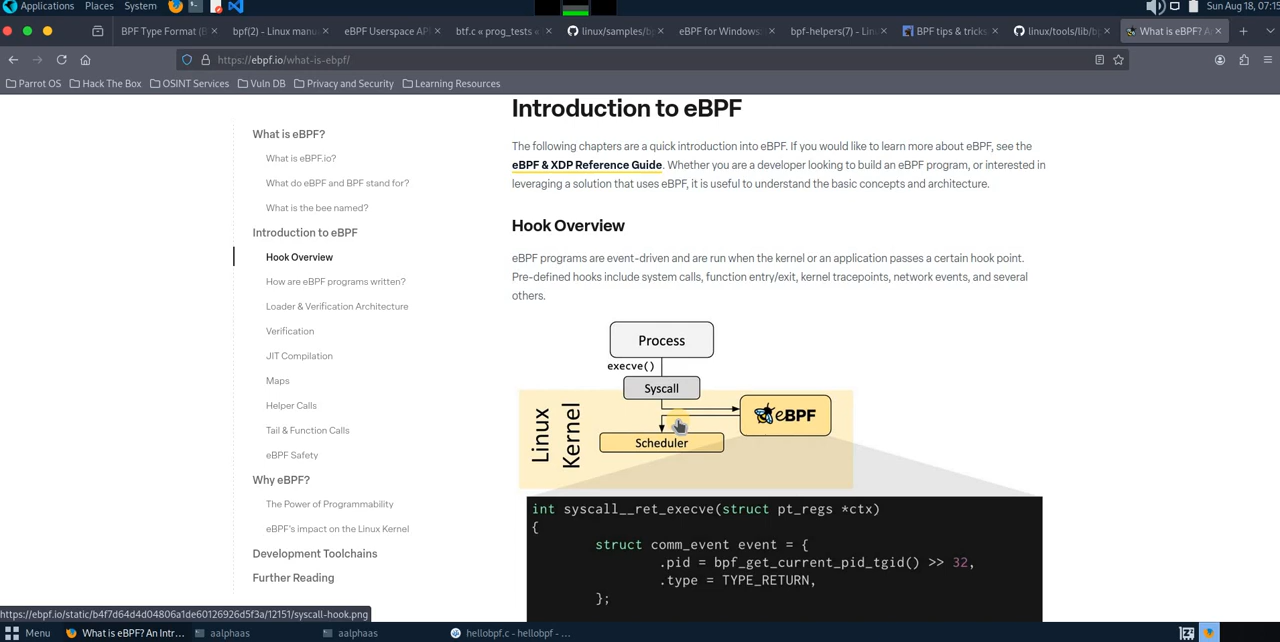 Applications Places System Sun Aug 18, 07:15
BPF Type Format (B bpf(2) - Linux manu eBPF Userspace API btf.c « prog_tests « linux/samples/bp eBPF for Windows: bpf-helpers(7) - Linu BPF tips & tricks: linux/tools/lib/bp What is eBPF? A
https://ebpf.io/what-is-ebpf/
Parrot OS Hack The Box OSINT Services Vuln DB Privacy and Security Learning Resources
What is eBPF?
What is eBPF.io?
What do eBPF and BPF stand for?
What is the bee named?
Introduction to eBPF
Hook Overview
How are eBPF programs written?
Loader & Verification Architecture
Verification
JIT Compilation
Maps
Helper Calls
Tail & Function Calls
eBPF Safety
Why eBPF?
The Power of Programmability
eBPF's impact on the Linux Kernel
Development Toolchains
Further Reading
Introduction to eBPF
The following chapters are a quick introduction into eBPF. If you would like to learn more about eBPF, see the
eBPF & XDP Reference Guide. Whether you are a developer looking to build an eBPF program, or interested in
leveraging a solution that uses eBPF, it is useful to understand the basic concepts and architecture.
Hook Overview
eBPF programs are event-driven and are run when the kernel or an application passes a certain hook point.
Pre-defined hooks include system calls, function entry/exit, kernel tracepoints, network events, and several
others.
Process
execve()
Syscall
Linux
Kernel
eBPF
Scheduler
int syscall__ret_execve(struct pt_regs *ctx)
{
struct comm_event event = {
.pid = bpf_get_current_pid_tgid() >> 32,
.type = TYPE_RETURN,
};
https://ebpf.io/static/b4f7d64d4d04806a1de60126926d5f3a/12151/syscall-hook.png
Menu What is eBPF? An Intr... aalphaas aalphaas hellobpf.c - hellobpf - ...